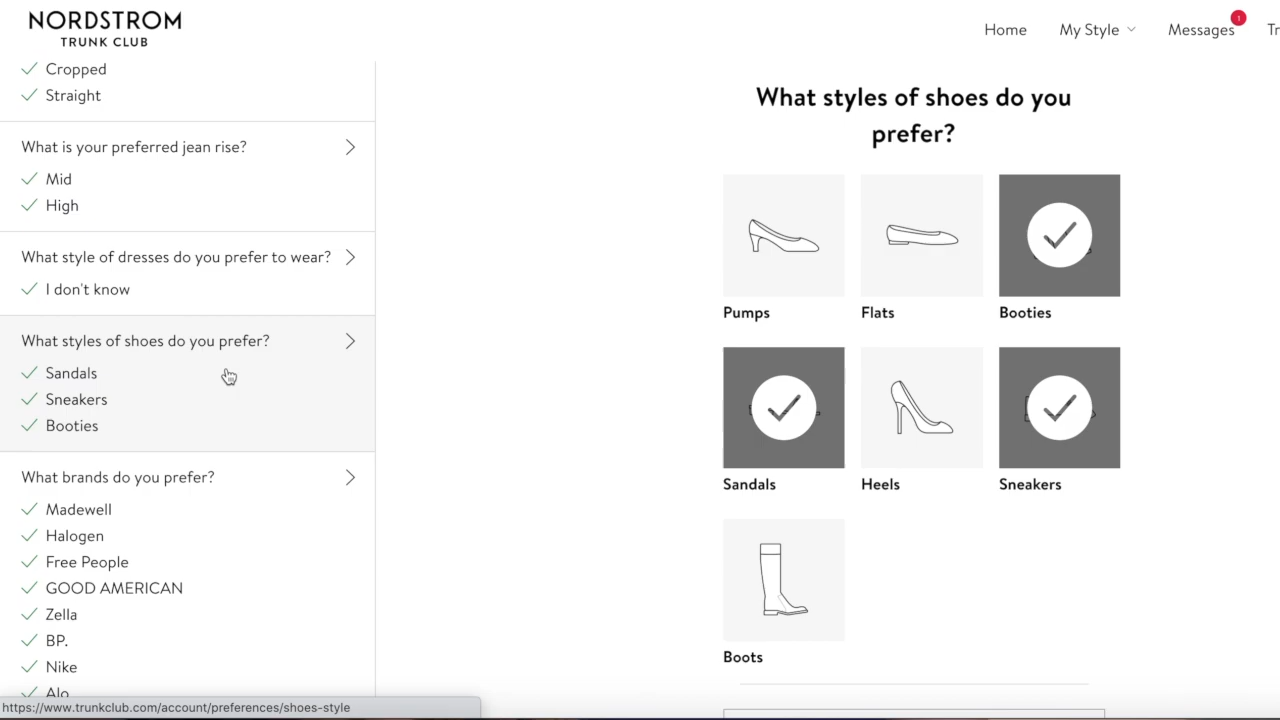 NORDSTROM
TRUNK CLUB
Home
My Style
Messages
1
Tr
Cropped
Straight
What is your preferred jean rise?
Mid
High
What style of dresses do you prefer to wear?
I don't know
What styles of shoes do you prefer?
Sandals
Sneakers
Booties
What brands do you prefer?
Madewell
Halogen
Free People
GOOD AMERICAN
Zella
BP.
Nike
Alo
https://www.trunkclub.com/account/preferences/shoes-style
What styles of shoes do you
prefer?
Pumps
Flats
Booties
Sandals
Heels
Sneakers
Boots